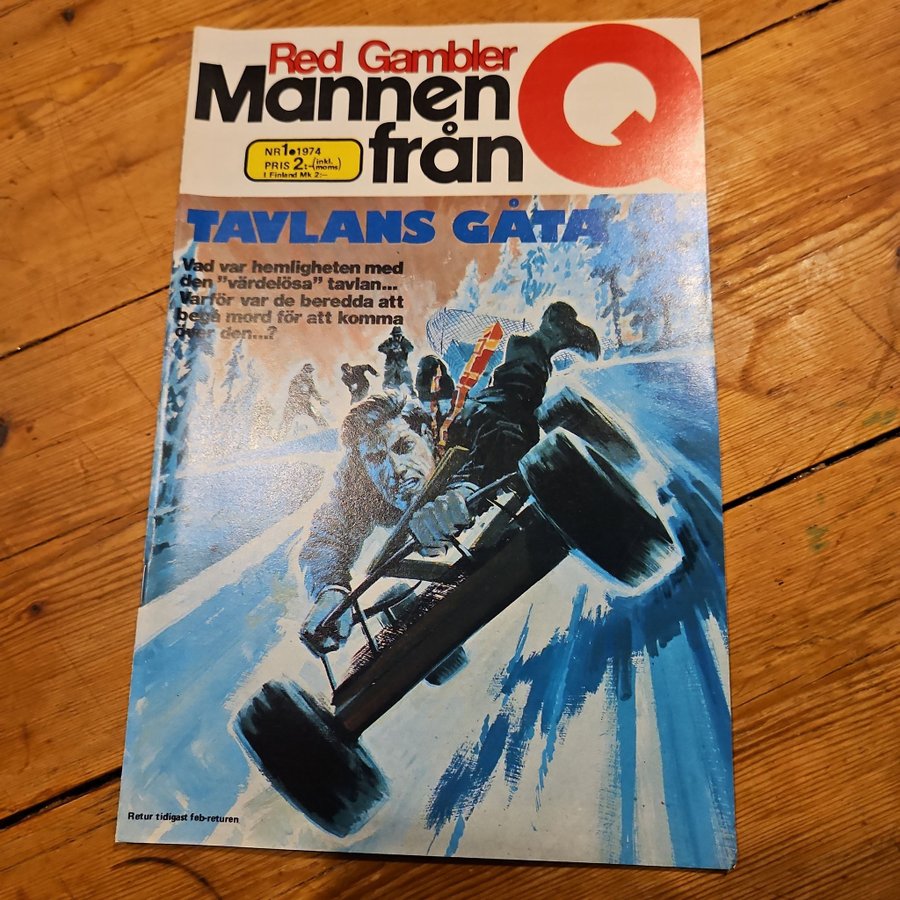 Red Gambler
Mannen
från Q
NR 1•1974
PRIS 2:-(inkl. moms)
I Finland Mk 2:-
TAVLANS GÅTA
Vad var hemligheten med
den "värdelösa" tavlan...
Varför var de beredda att
begå mord för att komma
över den...?
Retur tidigast feb-returen